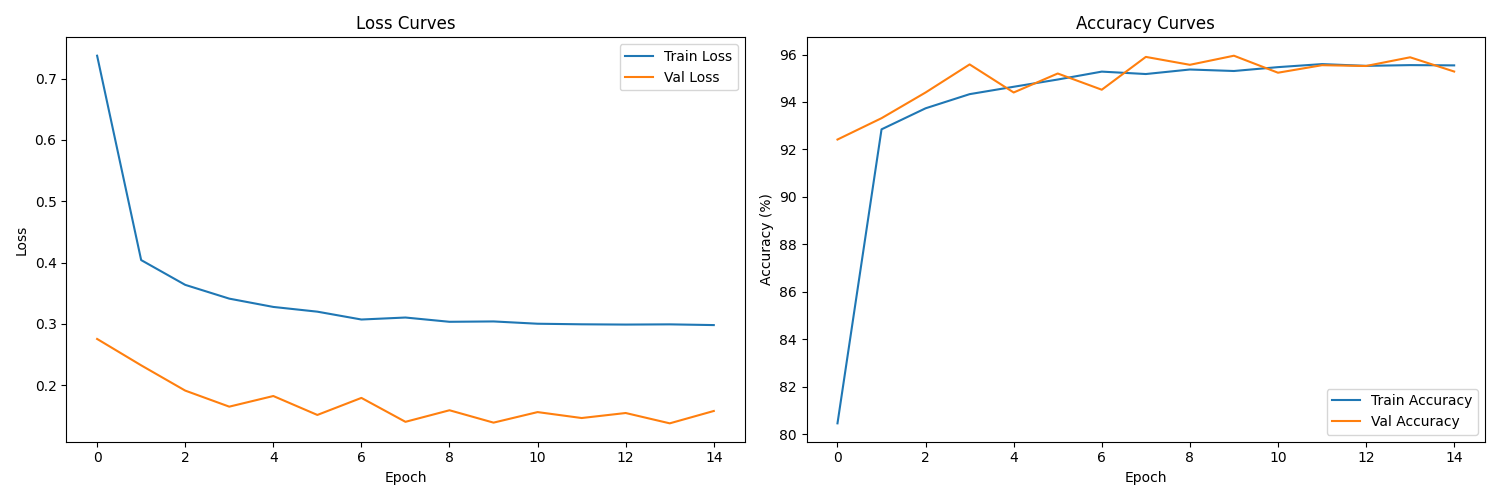 Loss Curves
Train Loss
Val Loss
0.7
0.6
0.5
0.4
0.3
0.2
Loss
0 2 4 6 8 10 12 14
Epoch
Accuracy Curves
96
94
92
90
88
86
84
82
80
Accuracy (%)
Train Accuracy
Val Accuracy
0 2 4 6 8 10 12 14
Epoch